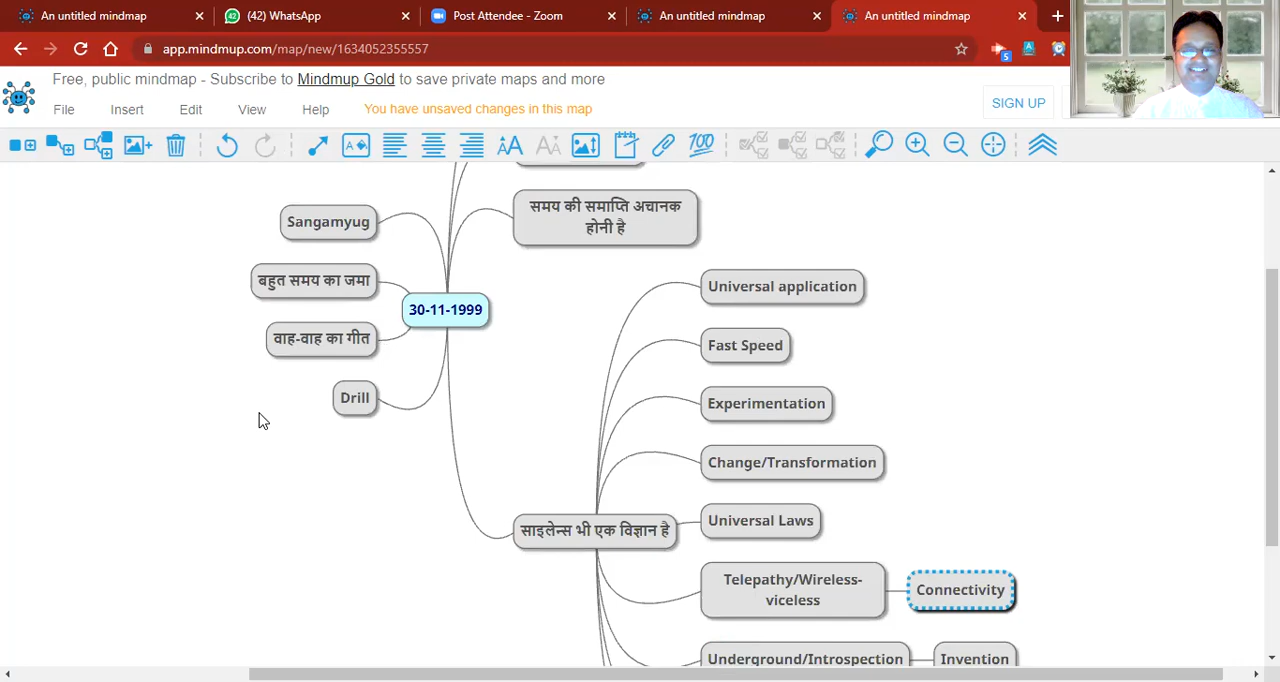 An untitled mindmap
(42) WhatsApp
Post Attendee - Zoom
An untitled mindmap
An untitled mindmap
app.mindmup.com/map/new/1634052355557
Free, public mindmap - Subscribe to Mindmup Gold to save private maps and more
File Insert Edit View Help You have unsaved changes in this map
SIGN UP
Sangamyug
बहुत समय का जमा
वाह-वाह का गीत
Drill
30-11-1999
समय की समाप्ति अचानक
होनी है
साइलेन्स भी एक विज्ञान है
Universal application
Fast Speed
Experimentation
Change/Transformation
Universal Laws
Telepathy/Wireless-
viceless
Connectivity
Underground/Introspection
Invention